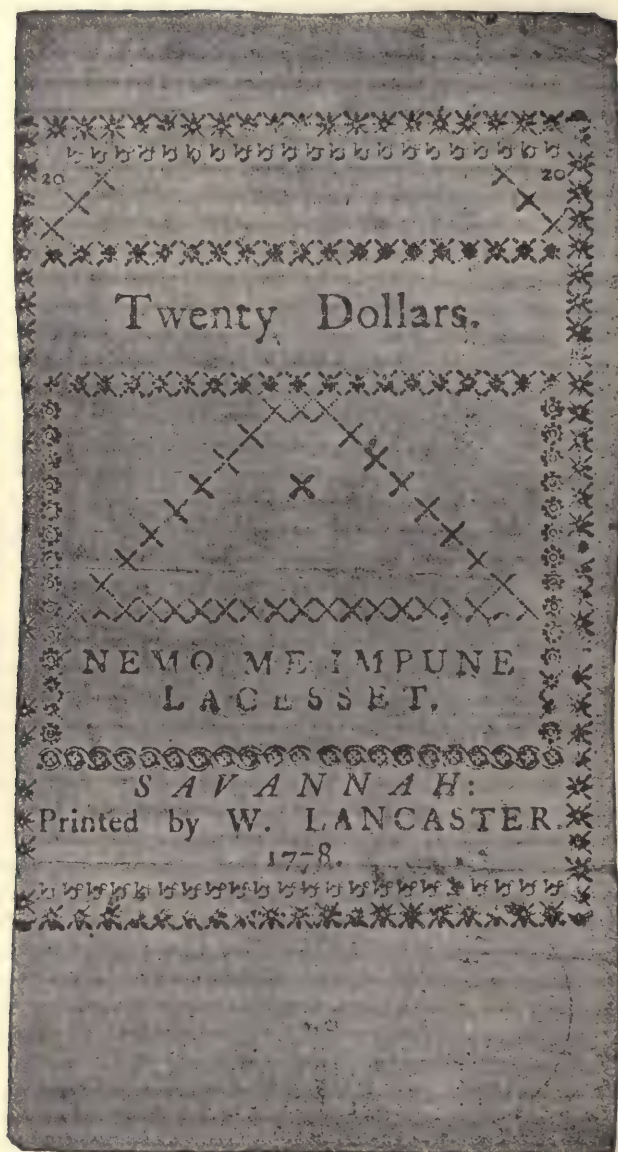 20 20
Twenty Dollars.
NEMO ME IMPUNE
LACESSET.
SAVANNAH:
Printed by W. LANCASTER.
1778.